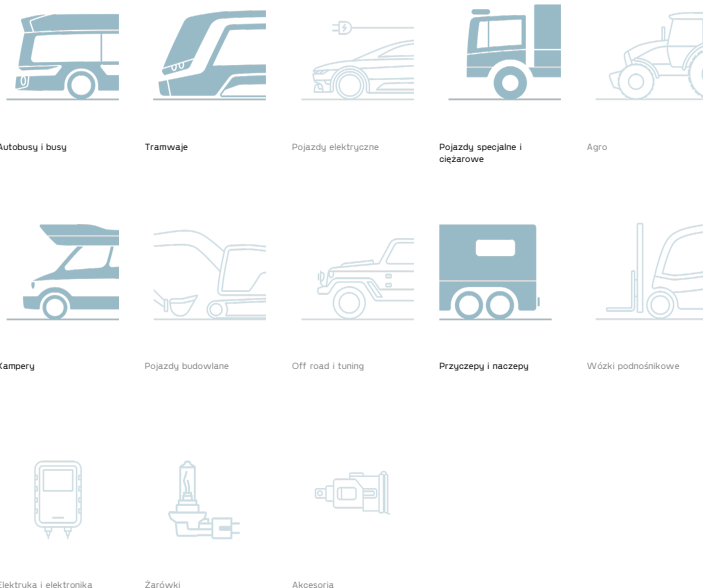 Autobusy i busy
Tramwaje
Pojazdy elektryczne
Pojazdy specjalne i
ciężarowe
Agro
Kampery
Pojazdy budowlane
Off road i tuning
Przyczepy i naczepy
Wózki podnośnikowe
Elektryka i elektronika
Żarówki
Akcesoria